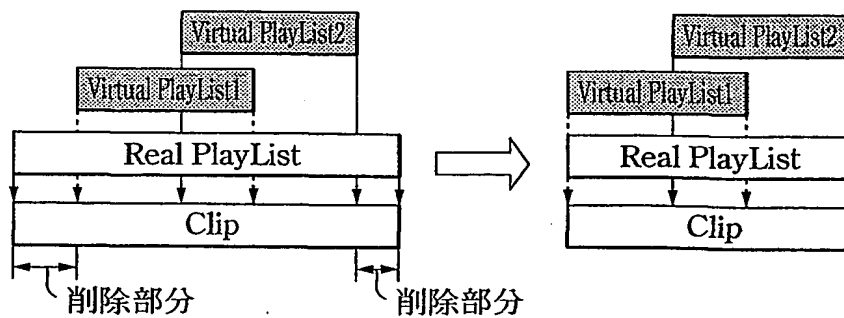 Virtual PlayList2
Virtual PlayList1
Real PlayList
Clip
削除部分
削除部分
Virtual PlayList2
Virtual PlayList1
Real PlayList
Clip